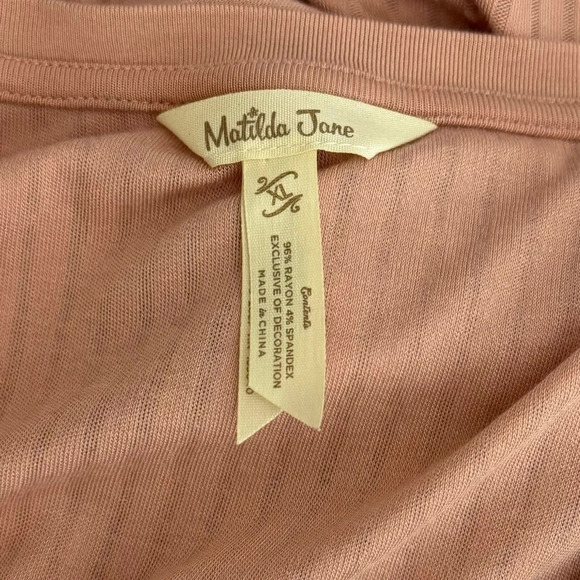 Matilda Jane
XL
Contents
96% RAYON 4% SPANDEX
EXCLUSIVE OF DECORATION
MADE in CHINA